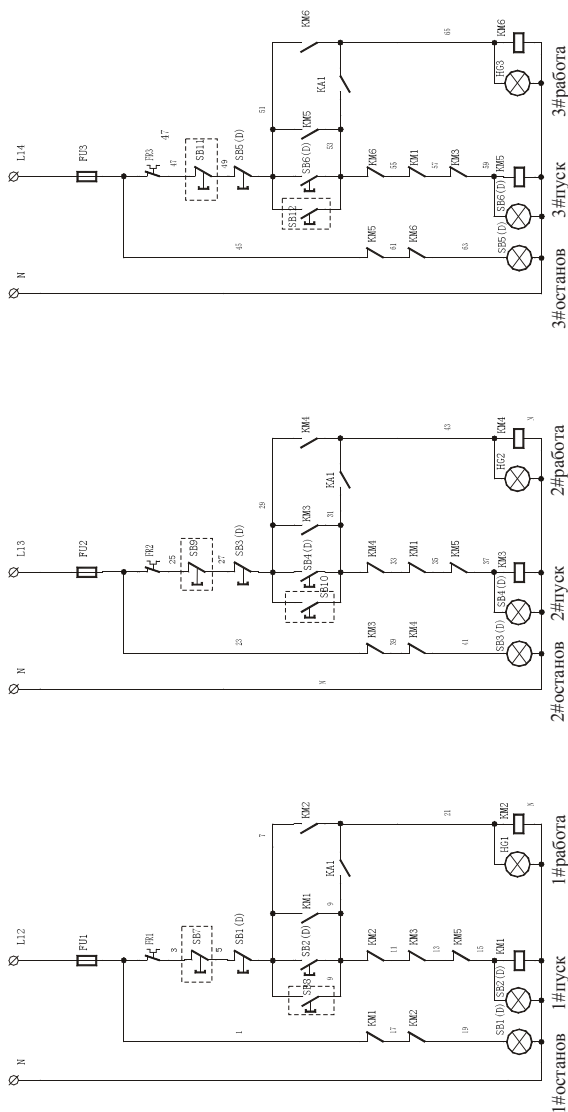 L14
FU3
FR3
47
47
SB11
49
SB5(D)
51
KM6
KA1
KM5
53
SB6(D)
SB12
KM6
55
KM1
57
KM3
59
65
KM6
HG3
KM5
SB6(D)
SB5(D)
45
KM5
61
KM6
63
N
3#работа
3#пуск
3#останов
L13
FU2
FR2
25
SB9
27
SB3(D)
29
KM4
KA1
KM3
31
SB4(D)
SB10
KM4
33
KM1
35
KM5
37
43
KM4
N
HG2
KM3
SB4(D)
SB3(D)
23
KM3
39
KM4
41
N
N
2#работа
2#пуск
2#останов
L12
FU1
FR1
3
SB7
5
SB1(D)
7
KM2
KA1
KM1
9
SB2(D)
SB8
9
KM2
11
KM3
13
KM5
15
21
KM2
N
HG1
KM1
SB2(D)
SB1(D)
1
KM1
17
KM2
19
N
1#работа
1#пуск
1#останов